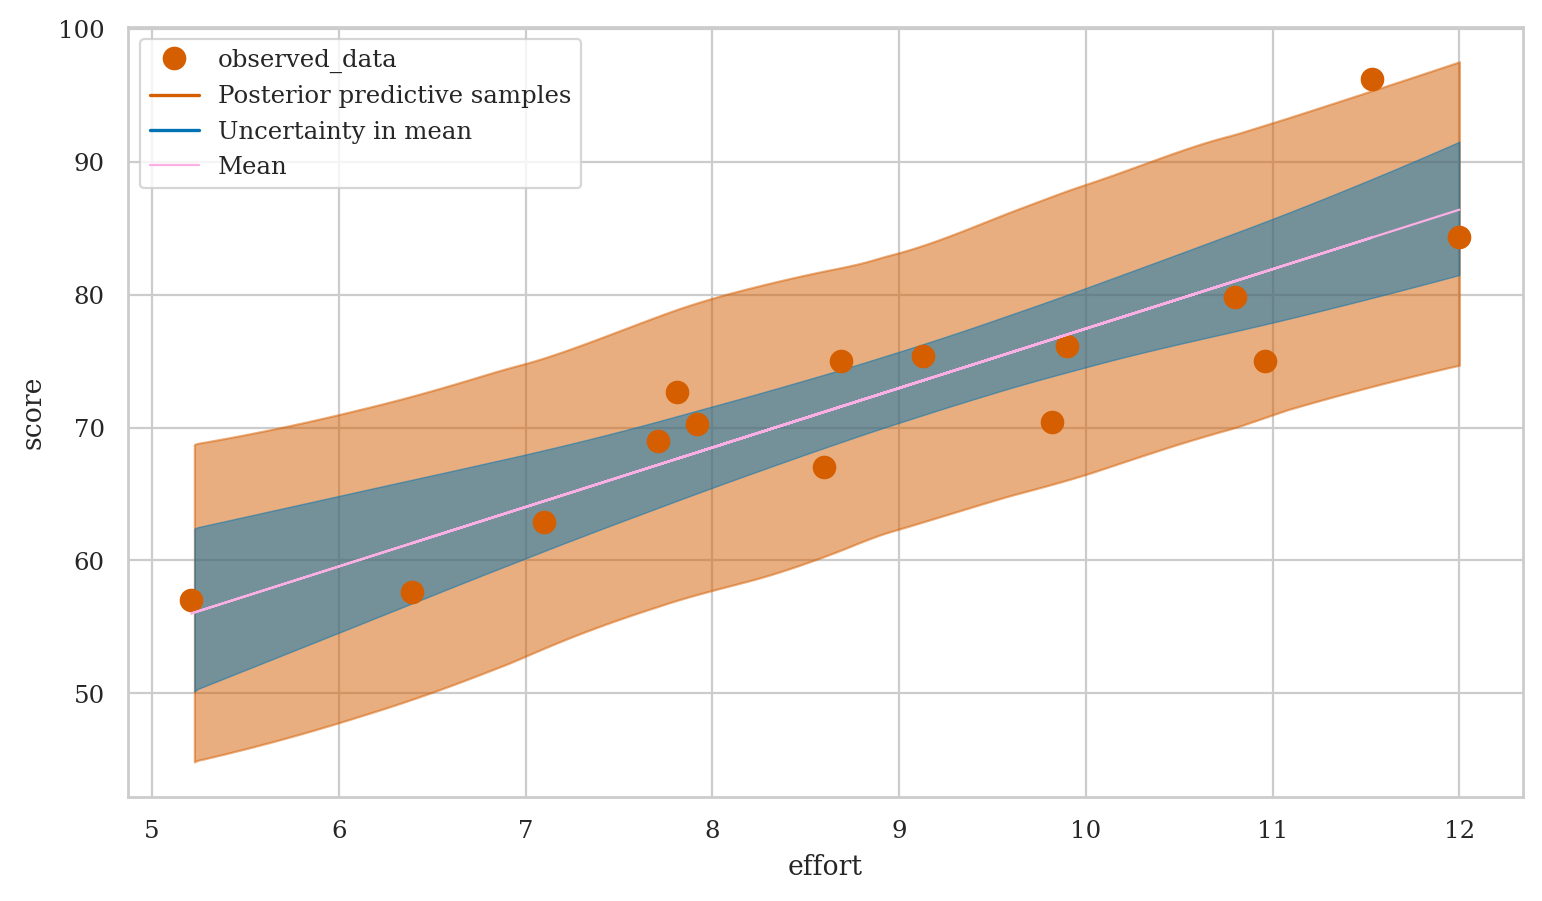 100
90
80
70
60
50
score
observed_data
Posterior predictive samples
Uncertainty in mean
Mean
5 6 7 8 9 10 11 12
effort